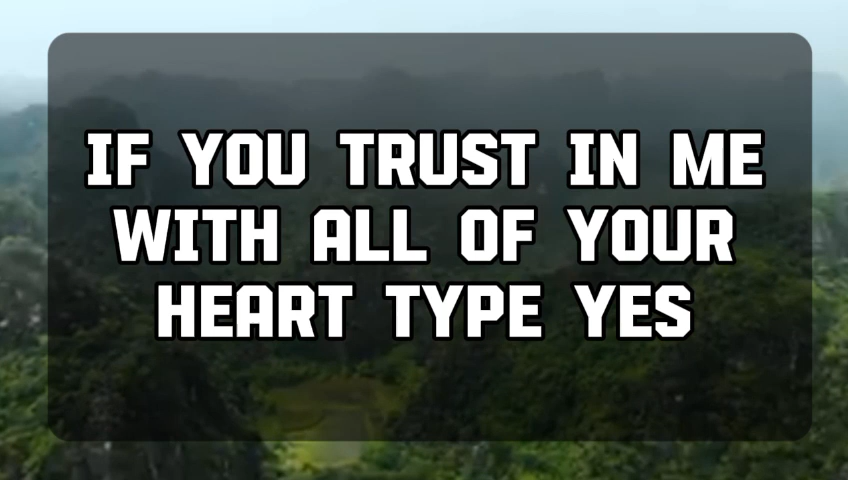 IF YOU TRUST IN ME
WITH ALL OF YOUR
HEART TYPE YES